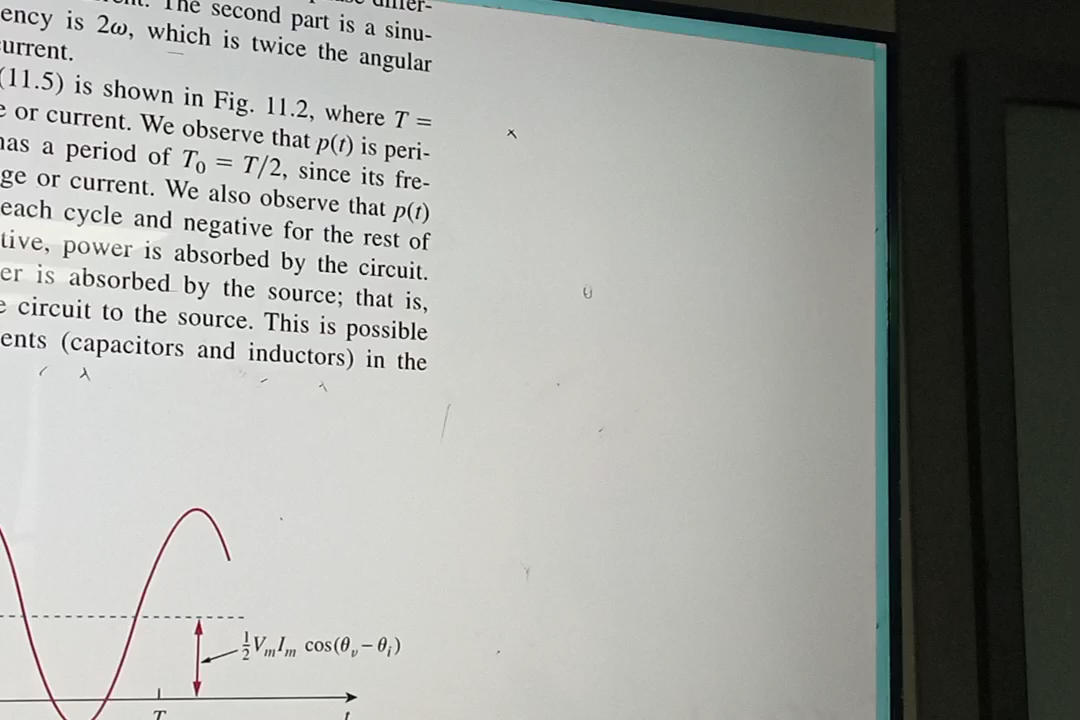 The second part is a sinu-
ency is 2ω, which is twice the angular
urrent.
(11.5) is shown in Fig. 11.2, where T =
e or current. We observe that p(t) is peri-
has a period of T₀ = T/2, since its fre-
ge or current. We also observe that p(t)
each cycle and negative for the rest of
tive, power is absorbed by the circuit.
er is absorbed by the source; that is,
e circuit to the source. This is possible
ents (capacitors and inductors) in the
½VₘIₘ cos(θᵥ − θᵢ)
T
t